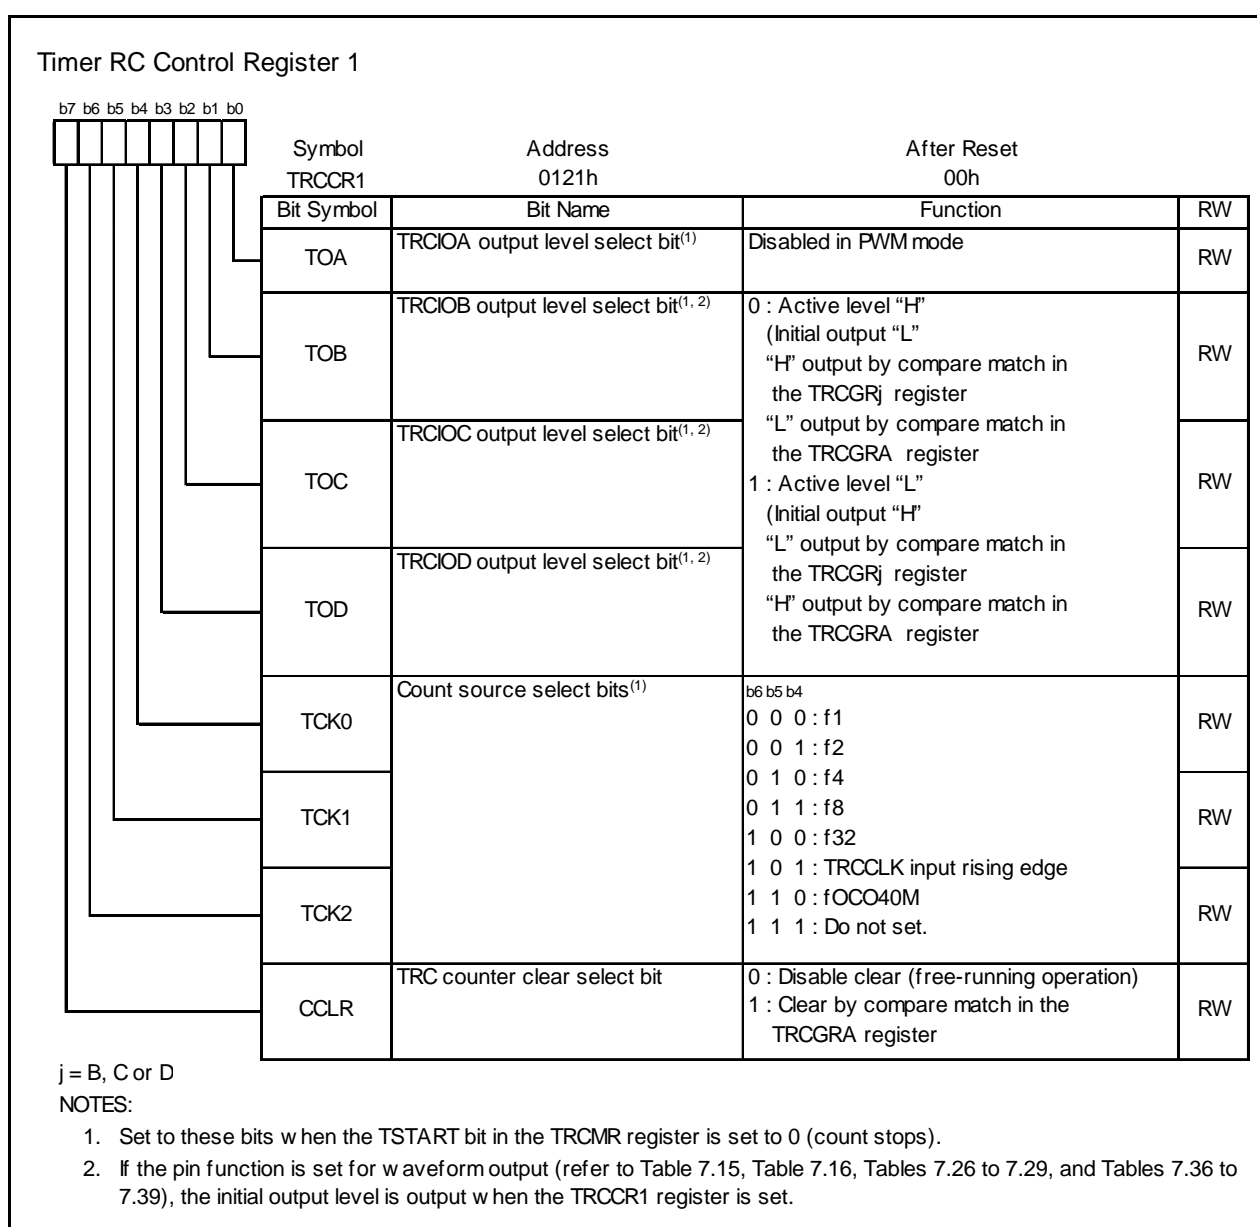 Timer RC Control Register 1
b7 b6 b5 b4 b3 b2 b1 b0
Symbol Address After Reset
TRCCR1 0121h 00h
Bit Symbol Bit Name Function RW
TOA TRCIOA output level select bit(1) Disabled in PWM mode RW
TOB TRCIOB output level select bit(1, 2) RW
TOC TRCIOC output level select bit(1, 2) RW
TOD TRCIOD output level select bit(1, 2) RW
0 : Active level “H”
(Initial output “L”
“H” output by compare match in
the TRCGRj register
“L” output by compare match in
the TRCGRA register
1 : Active level “L”
(Initial output “H”
“L” output by compare match in
the TRCGRj register
“H” output by compare match in
the TRCGRA register
TCK0 Count source select bits(1) RW
TCK1 RW
TCK2 RW
b6 b5 b4
0 0 0 : f1
0 0 1 : f2
0 1 0 : f4
0 1 1 : f8
1 0 0 : f32
1 0 1 : TRCCLK input rising edge
1 1 0 : fOCO40M
1 1 1 : Do not set.
CCLR TRC counter clear select bit RW
0 : Disable clear (free-running operation)
1 : Clear by compare match in the
TRCGRA register
j = B, C or D
NOTES:
1. Set to these bits when the TSTART bit in the TRCMR register is set to 0 (count stops).
2. If the pin function is set for waveform output (refer to Table 7.15, Table 7.16, Tables 7.26 to 7.29, and Tables 7.36 to
7.39), the initial output level is output when the TRCCR1 register is set.